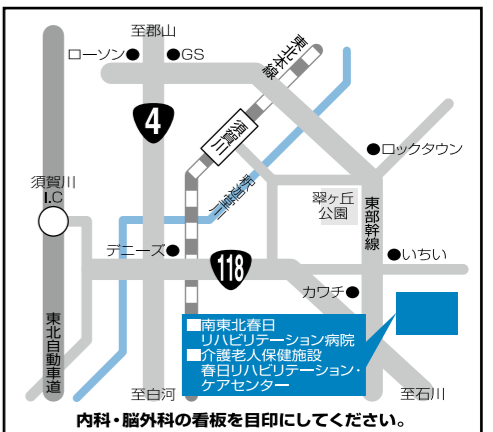 至郡山
ローソン
GS
東北本線
4
須賀川
ロックタウン
須賀川
I.C
釈迦堂川
翠ヶ丘
公園
東部幹線
デニーズ
118
いちい
カワチ
東北自動車道
■南東北春日
リハビリテーション病院
■介護老人保健施設
春日リハビリテーション・
ケアセンター
至白河
至石川
内科・脳外科の看板を目印にしてください。